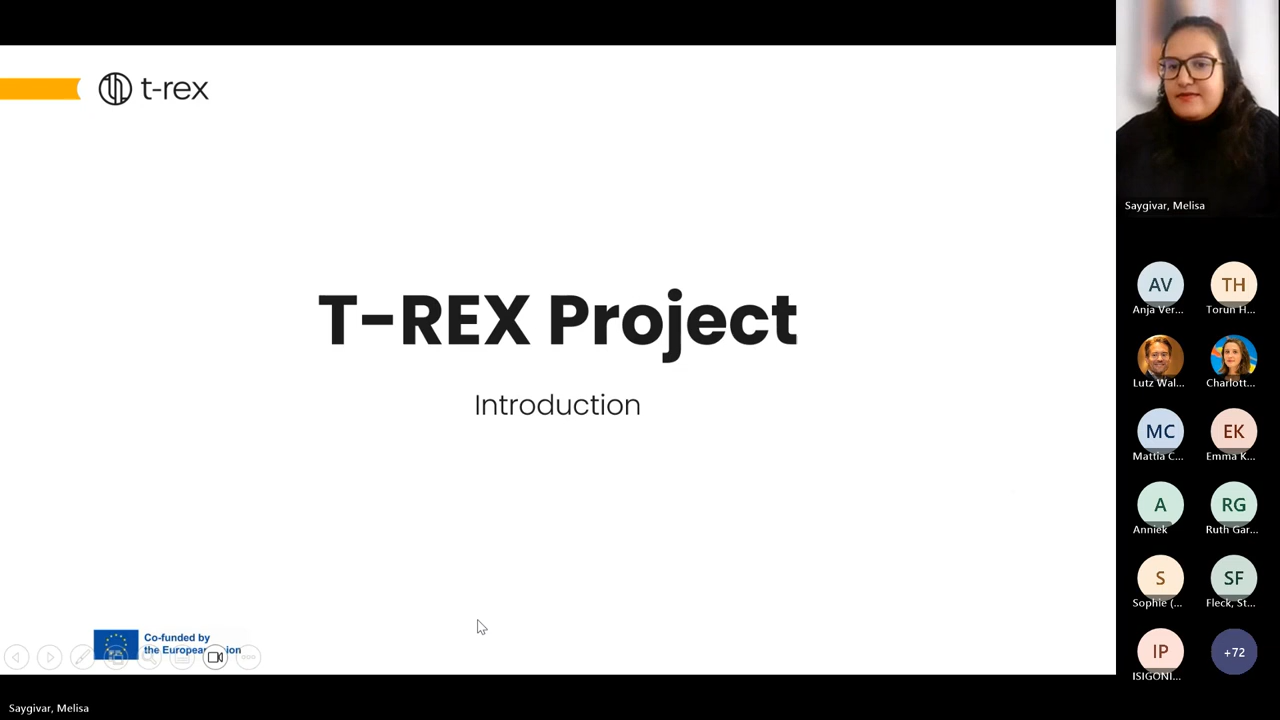 t-rex
T-REX Project
Introduction
Co-funded by
the European Union
Saygivar, Melisa
AV
Anja Ver...
TH
Torun H...
Lutz Wal...
Charlott...
MC
Mattia C...
EK
Emma K...
A
Anniek
RG
Ruth Gar...
S
Sophie (...
SF
Fleck, St...
IP
ISIGONI...
+72
Saygivar, Melisa